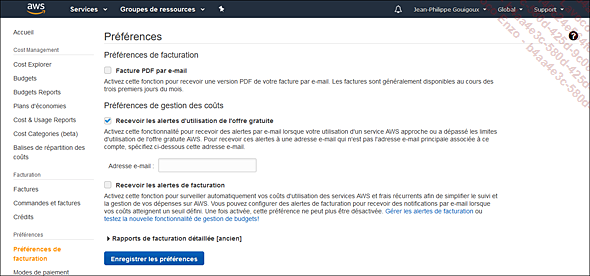 aws
Services
Groupes de ressources
Jean-Philippe Gouigoux
Global
Support
Accueil
Cost Management
Cost Explorer
Budgets
Budgets Reports
Plans d'économies
Cost & Usage Reports
Cost Categories (beta)
Balises de répartition des
coûts
Facturation
Factures
Commandes et factures
Crédits
Préférences
Préférences de
facturation
Modes de paiement
Préférences
Préférences de facturation
Facture PDF par e-mail
Activez cette fonction pour recevoir une version PDF de votre facture par e-mail. Les factures sont généralement disponibles au cours des
trois premiers jours du mois.
Préférences de gestion des coûts
Recevoir les alertes d'utilisation de l'offre gratuite
Activez cette fonctionnalité pour recevoir des alertes par e-mail lorsque votre utilisation d'un service AWS approche ou a dépassé les limites
d'utilisation de l'offre gratuite AWS. Pour recevoir ces alertes à une adresse e-mail qui n'est pas l'adresse e-mail principale associée à ce
compte, spécifiez ci-dessous cette adresse e-mail.
Adresse e-mail :
Recevoir les alertes de facturation
Activez cette fonction pour surveiller automatiquement vos coûts d'utilisation des services AWS et frais récurrents afin de simplifier le suivi et
la gestion de vos dépenses sur AWS. Vous pouvez configurer des alertes de facturation pour recevoir des notifications par e-mail lorsque
vos coûts atteignent un seuil défini. Une fois activée, cette préférence ne peut plus être désactivée. Gérer les alertes de facturation ou
testez la nouvelle fonctionnalité de gestion de budgets!
Rapports de facturation détaillée [ancien]
Enregistrer les préférences
?
Enzo - b4aa4e3c-580d-425d